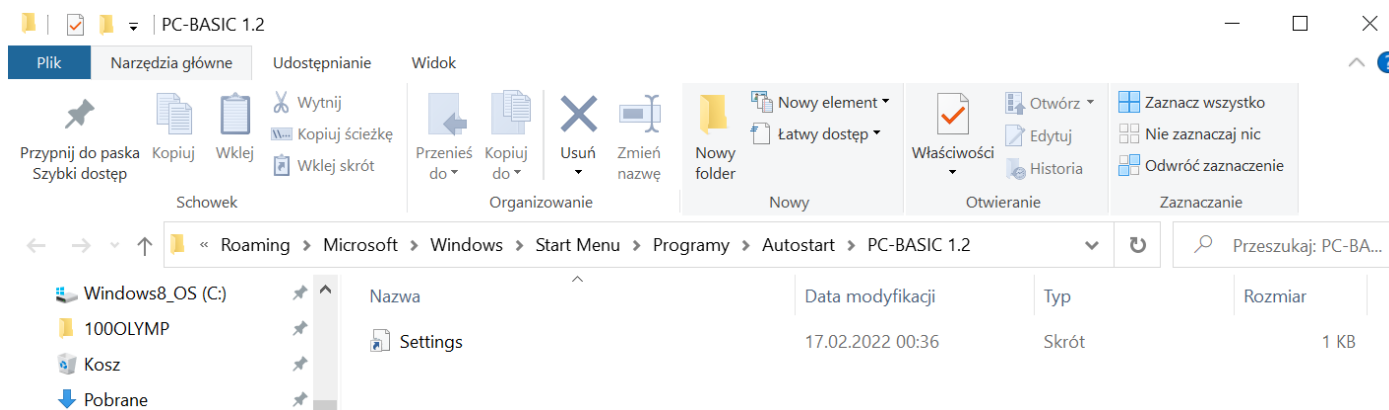 PC-BASIC 1.2
Plik Narzędzia główne Udostępnianie Widok
Przypnij do paska Szybki dostęp
Kopiuj
Wklej
Wytnij
Kopiuj ścieżkę
Wklej skrót
Schowek
Przenieś do
Kopiuj do
Usuń
Zmień nazwę
Organizowanie
Nowy folder
Nowy element
Łatwy dostęp
Nowy
Właściwości
Otwórz
Edytuj
Historia
Otwieranie
Zaznacz wszystko
Nie zaznaczaj nic
Odwróć zaznaczenie
Zaznaczanie
« Roaming > Microsoft > Windows > Start Menu > Programy > Autostart > PC-BASIC 1.2
Przeszukaj: PC-BA...
Windows8_OS (C:)
100OLYMP
Kosz
Pobrane
Nazwa Data modyfikacji Typ Rozmiar
Settings 17.02.2022 00:36 Skrót 1 KB